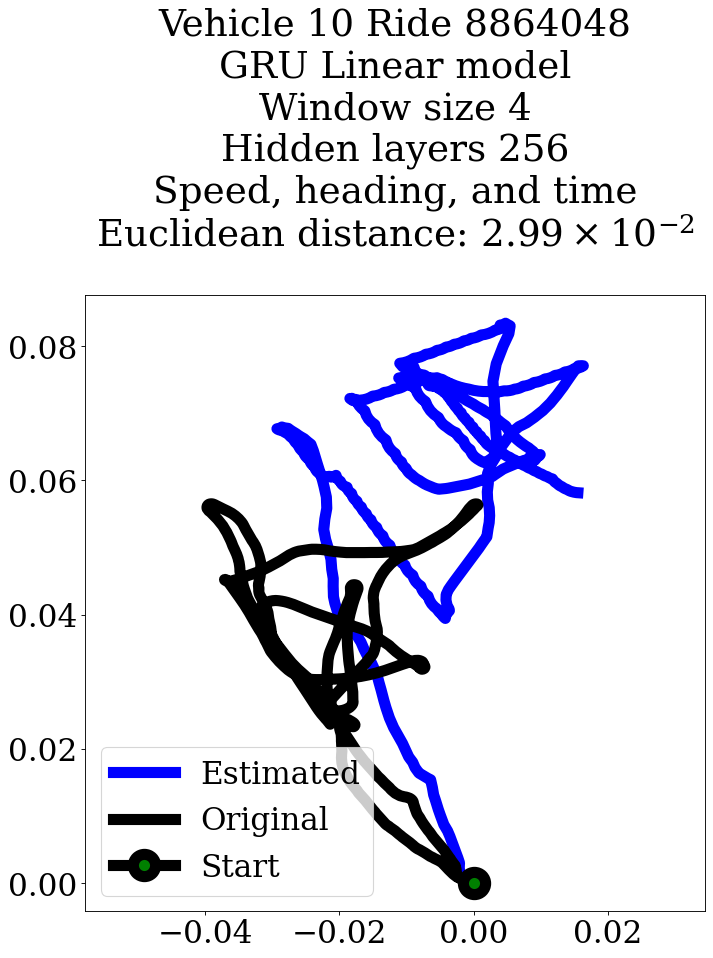 Vehicle 10 Ride 8864048
GRU Linear model
Window size 4
Hidden layers 256
Speed, heading, and time
Euclidean distance: 2.99 × 10⁻²
0.08
0.06
0.04
0.02
0.00
Estimated
Original
Start
−0.04 −0.02 0.00 0.02